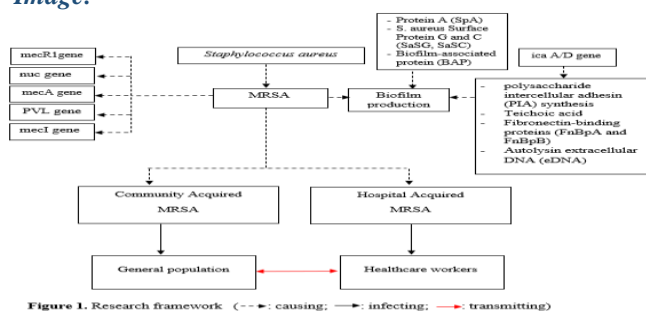 Image:
mecR1gene
nuc gene
mecA gene
PVL gene
mecI gene
Staphylococcus aureus
MRSA
- Protein A (SpA)
- S. aureus Surface
Protein G and C
(SaSG, SaSC)
- Biofilm-associated
protein (BAP)
Biofilm
production
ica A/D gene
- polysaccharide
intercellular adhesin
(PIA) synthesis
- Teichoic acid
- Fibronectin-binding
proteins (FnBpA and
FnBpB)
- Autolysin extracellular
DNA (eDNA)
Community Acquired
MRSA
Hospital Acquired
MRSA
General population
Healthcare workers
Figure 1. Research framework (: causing; : infecting; : transmitting)